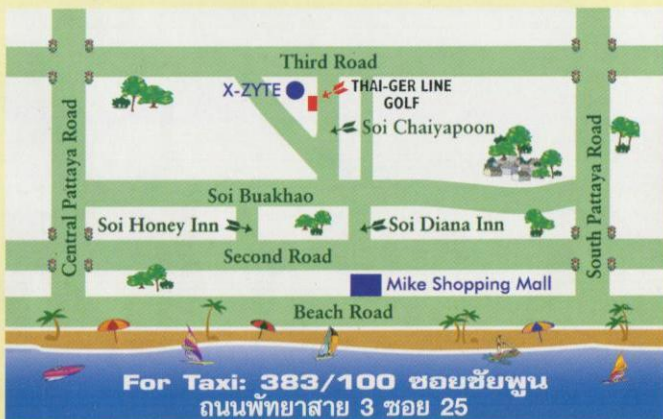 Third Road
X-ZYTE
THAI-GER LINE
GOLF
Soi Chaiyapoon
Central Pattaya Road
South Pattaya Road
Soi Buakhao
Soi Honey Inn
Soi Diana Inn
Second Road
Mike Shopping Mall
Beach Road
For Taxi: 383/100 ซอยชัยพูน
ถนนพัทยาสาย 3 ซอย 25